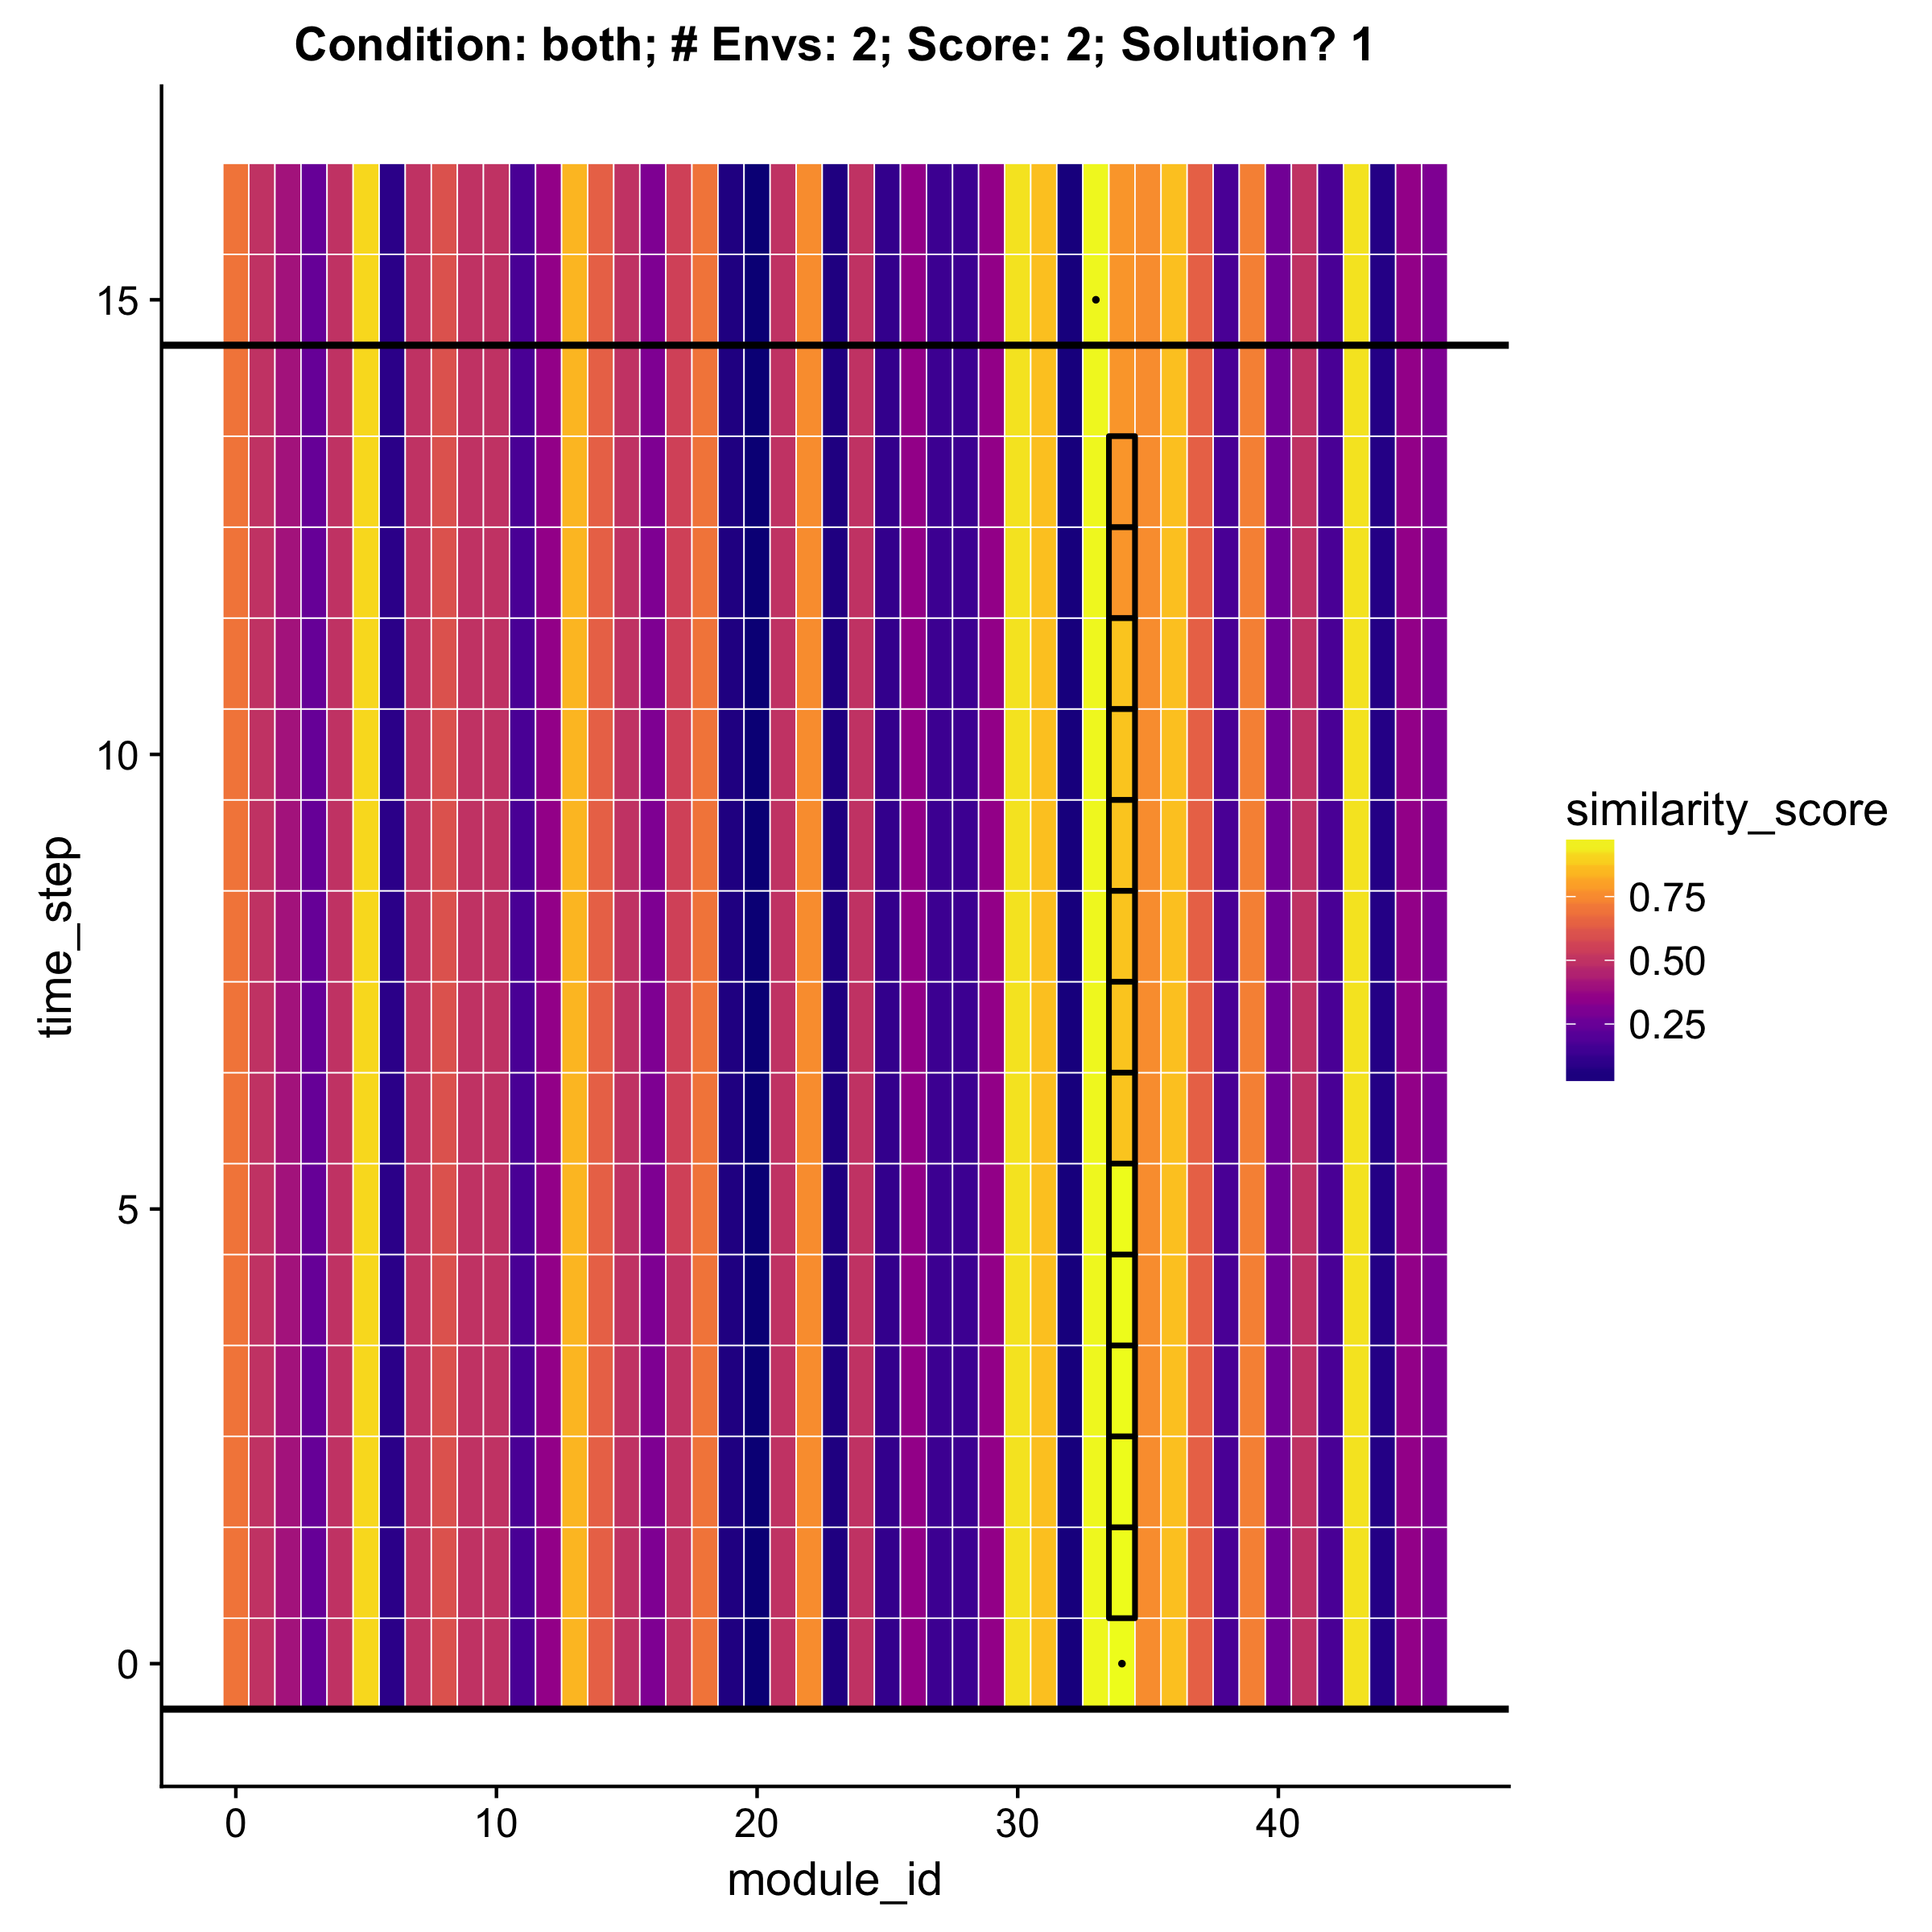 Condition: both; # Envs: 2; Score: 2; Solution? 1
time_step
15
10
5
0
0 10 20 30 40
module_id
similarity_score
0.75
0.50
0.25